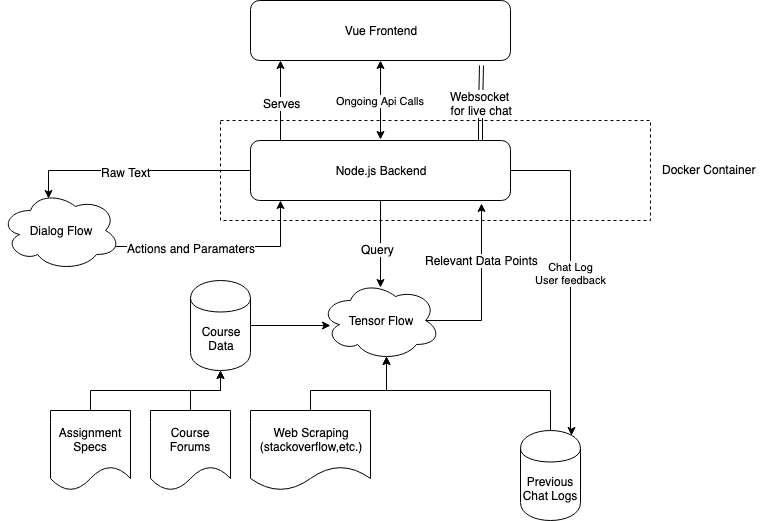 Vue Frontend
Serves
Ongoing Api Calls
Websocket
for live chat
Node.js Backend
Docker Container
Raw Text
Dialog Flow
Actions and Paramaters
Query
Relevant Data Points
Chat Log
User feedback
Course
Data
Tensor Flow
Assignment
Specs
Course
Forums
Web Scraping
(stackoverflow,etc.)
Previous
Chat Logs